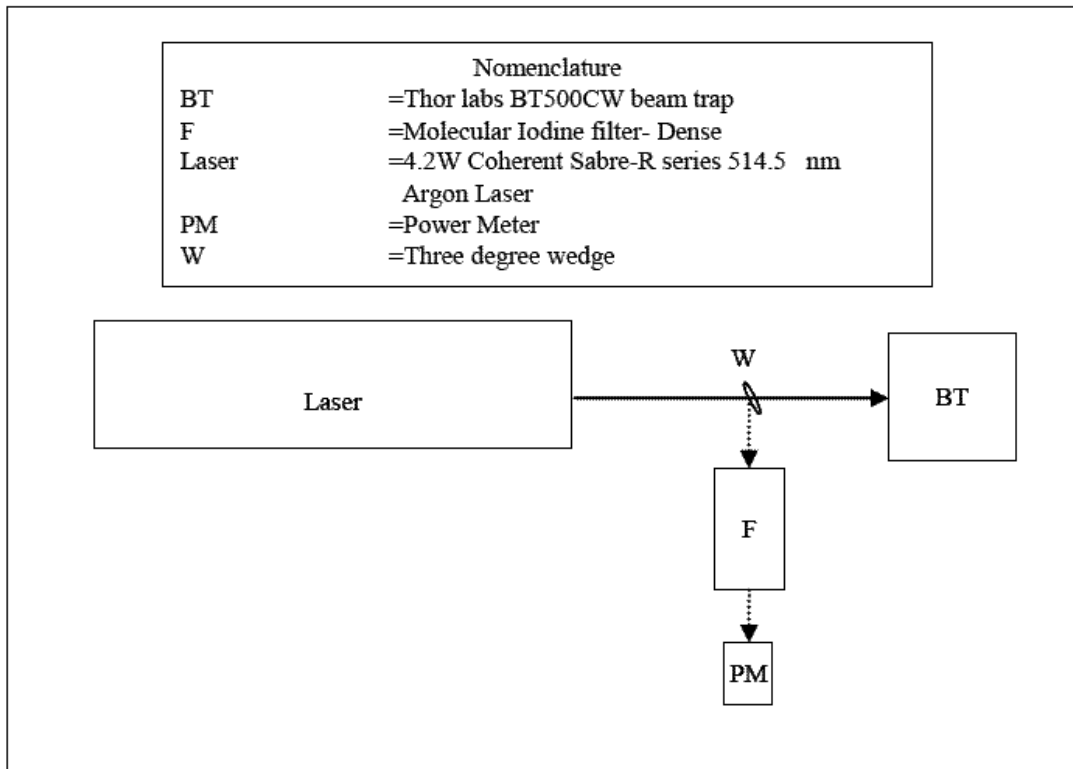 Nomenclature
BT =Thor labs BT500CW beam trap
F =Molecular Iodine filter- Dense
Laser =4.2W Coherent Sabre-R series 514.5 nm
Argon Laser
PM =Power Meter
W =Three degree wedge
W
Laser
BT
F
PM